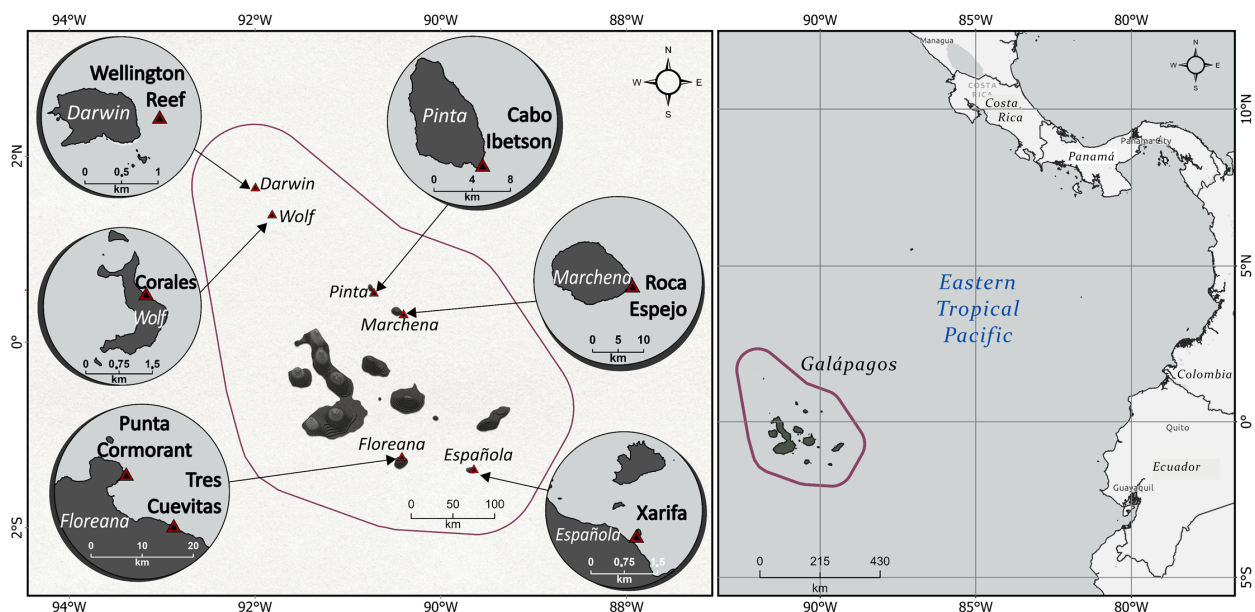 94°W 92°W 90°W 88°W
90°W 85°W 80°W
2°N
0°
2°S
Wellington
Reef
Darwin
0 0,5 1
km
Pinta
Cabo
Ibetson
0 4 8
km
N
W E
S
Darwin
Wolf
Corales
Wolf
0 0,75 1,5
km
Pinta
Marchena
Marchena
Roca
Espejo
0 5 10
km
Punta
Cormorant
Tres
Cuevitas
Floreana
0 10 20
km
Floreana
Española
0 50 100
km
Xarifa
Española
0 0,75 1,5
km
94°W 92°W 90°W 88°W
Managua
COSTA
RICA
Costa
Rica
N
W E
S
Panama City
Panamá
10°N
5°N
0°
5°S
Eastern
Tropical
Pacific
Galápagos
Colombia
Quito
Ecuador
Guayaquil
0 215 430
km
90°W 85°W 80°W